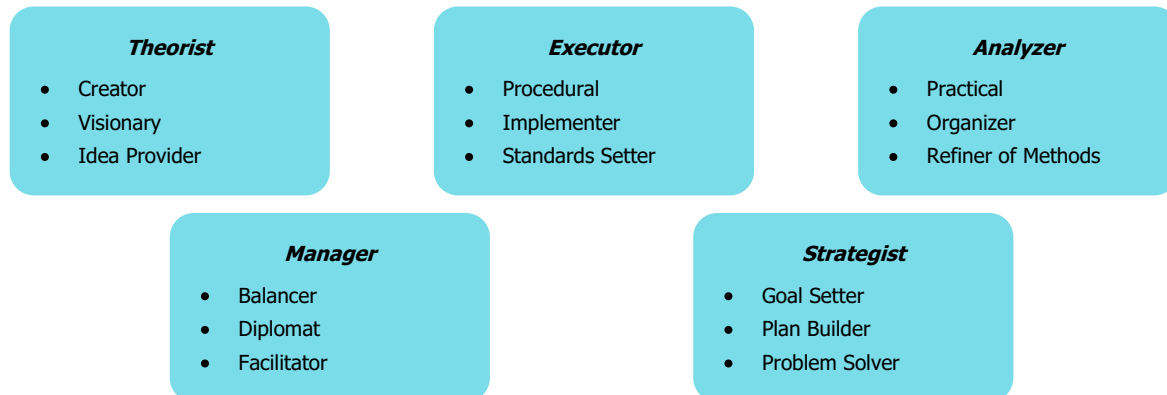 Theorist
• Creator
• Visionary
• Idea Provider
Executor
• Procedural
• Implementer
• Standards Setter
Analyzer
• Practical
• Organizer
• Refiner of Methods
Manager
• Balancer
• Diplomat
• Facilitator
Strategist
• Goal Setter
• Plan Builder
• Problem Solver